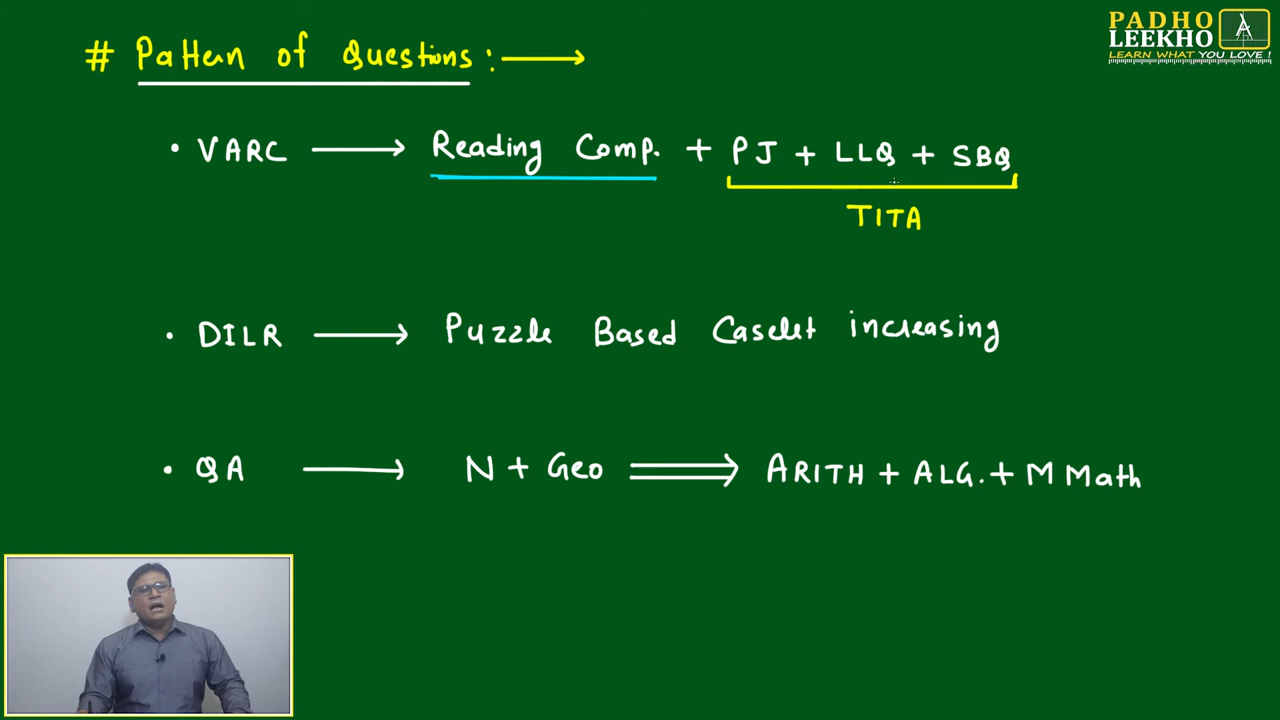 # Pattern of Questions : →
PADHO
LEEKHO
LEARN WHAT YOU LOVE !
• VARC → Reading Comp. + PJ + LLQ + SBQ
TITA
• DILR → Puzzle Based Caselet increasing
• QA → N + Geo ⇒ ARITH + ALG. + M Math